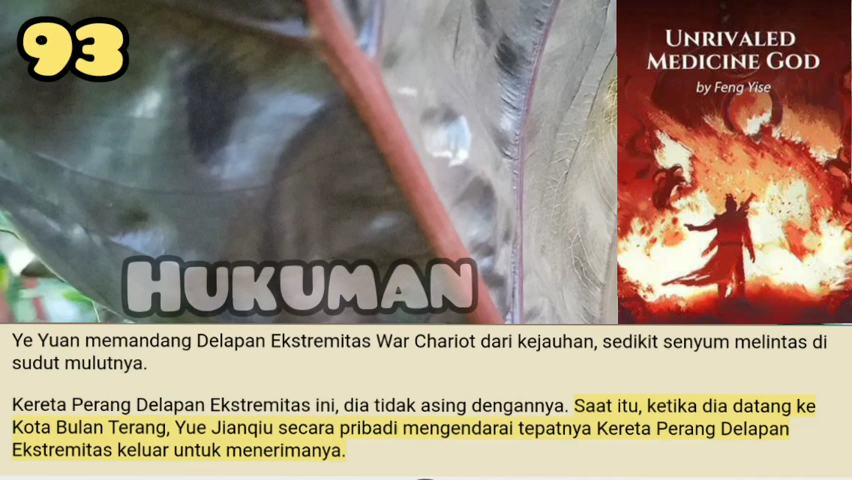 93
UNRIVALED
MEDICINE GOD
by Feng Yise
HUKUMAN
Ye Yuan memandang Delapan Ekstremitas War Chariot dari kejauhan, sedikit senyum melintas di
sudut mulutnya.
Kereta Perang Delapan Ekstremitas ini, dia tidak asing dengannya. Saat itu, ketika dia datang ke
Kota Bulan Terang, Yue Jianqiu secara pribadi mengendarai tepatnya Kereta Perang Delapan
Ekstremitas keluar untuk menerimanya.